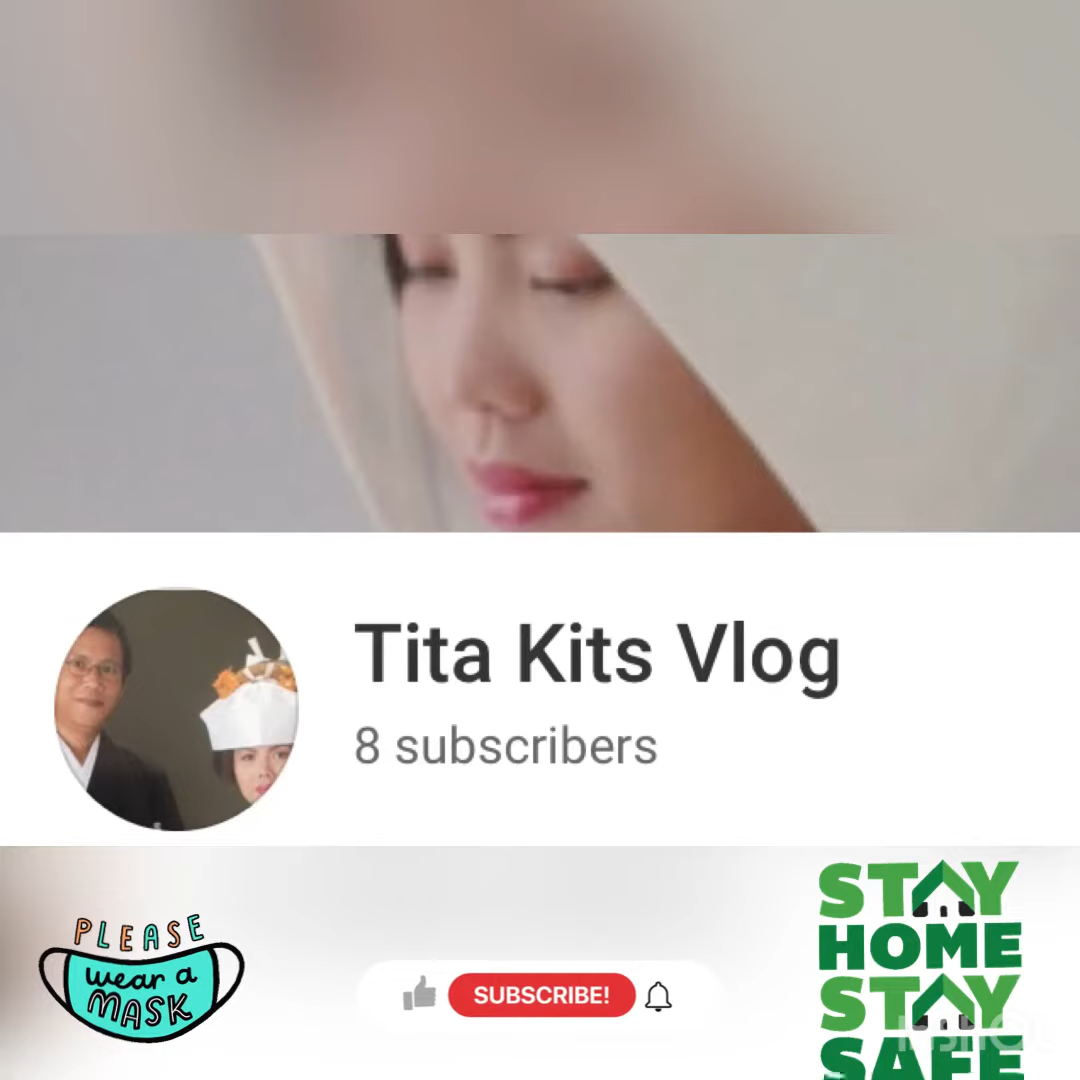 Tita Kits Vlog
8 subscribers
PLEASE
wear a
MASK
SUBSCRIBE!
STAY
HOME
STAY
SAFE